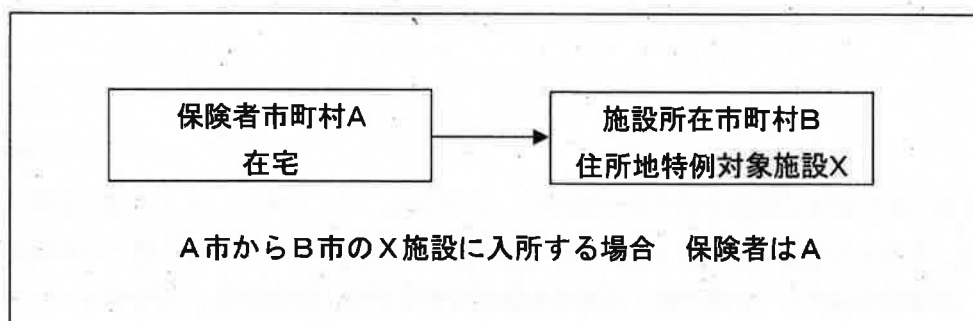 保険者市町村A
在宅
施設所在市町村B
住所地特例対象施設X
A市からB市のX施設に入所する場合　保険者はA